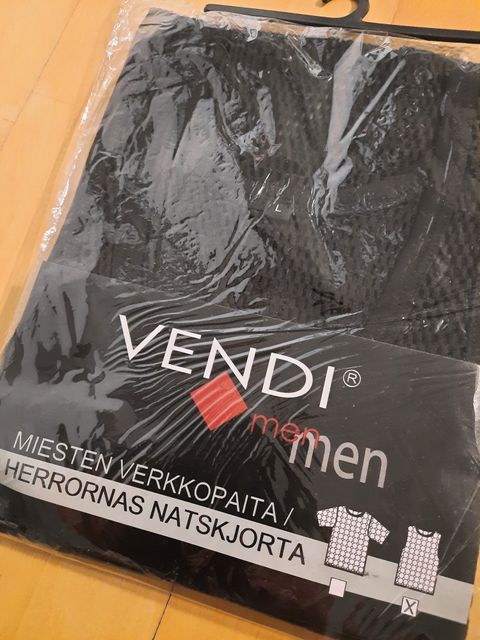 L
VENDI®
men men
MIESTEN VERKKOPAITA /
HERRORNAS NATSKJORTA
X